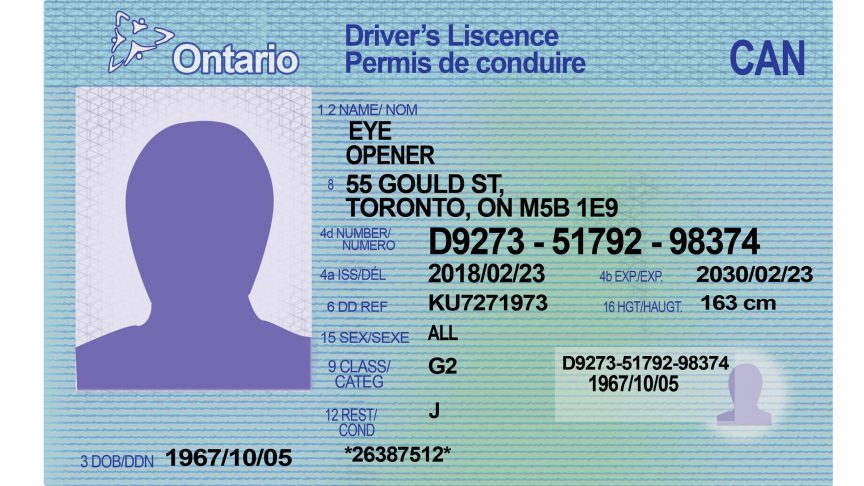 Ontario
Driver's Liscence
Permis de conduire
CAN
1.2 NAME/ NOM
EYE
OPENER
8 55 GOULD ST,
TORONTO, ON M5B 1E9
4d NUMBER/
NUMERO
D9273 - 51792 - 98374
4a ISS/DÉL 2018/02/23 4b EXP/EXP. 2030/02/23
6 DD REF KU7271973 16 HGT/HAUGT. 163 cm
15 SEX/SEXE ALL
9 CLASS/
CATEG
G2
D9273-51792-98374
1967/10/05
12 REST/
COND
J
3 DOB/DDN 1967/10/05
*26387512*